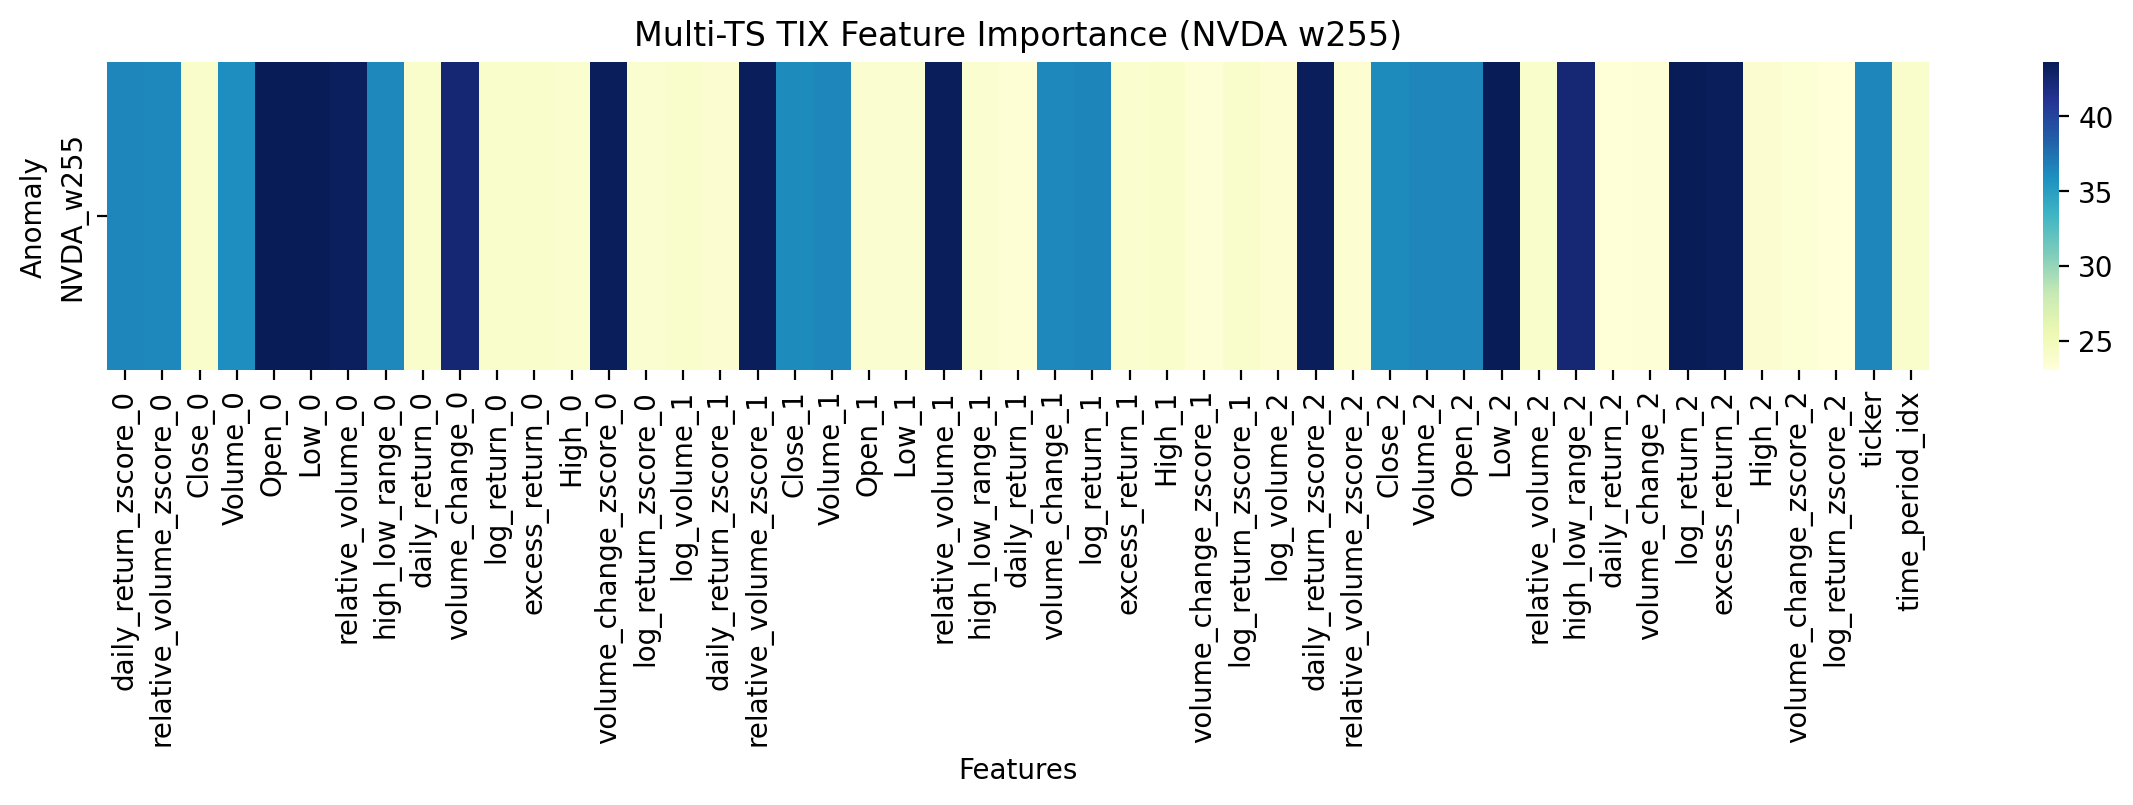 Multi-TS TIX Feature Importance (NVDA w255)
Anomaly
NVDA_w255
40
35
30
25
daily_return_zscore_0
relative_volume_zscore_0
Close_0
Volume_0
Open_0
Low_0
relative_volume_0
high_low_range_0
daily_return_0
volume_change_0
log_return_0
excess_return_0
High_0
volume_change_zscore_0
log_return_zscore_0
log_volume_1
daily_return_zscore_1
relative_volume_zscore_1
Close_1
Volume_1
Open_1
Low_1
relative_volume_1
high_low_range_1
daily_return_1
volume_change_1
log_return_1
excess_return_1
High_1
volume_change_zscore_1
log_return_zscore_1
log_volume_2
daily_return_zscore_2
relative_volume_zscore_2
Close_2
Volume_2
Open_2
Low_2
relative_volume_2
high_low_range_2
daily_return_2
volume_change_2
log_return_2
excess_return_2
High_2
volume_change_zscore_2
log_return_zscore_2
ticker
time_period_idx
Features